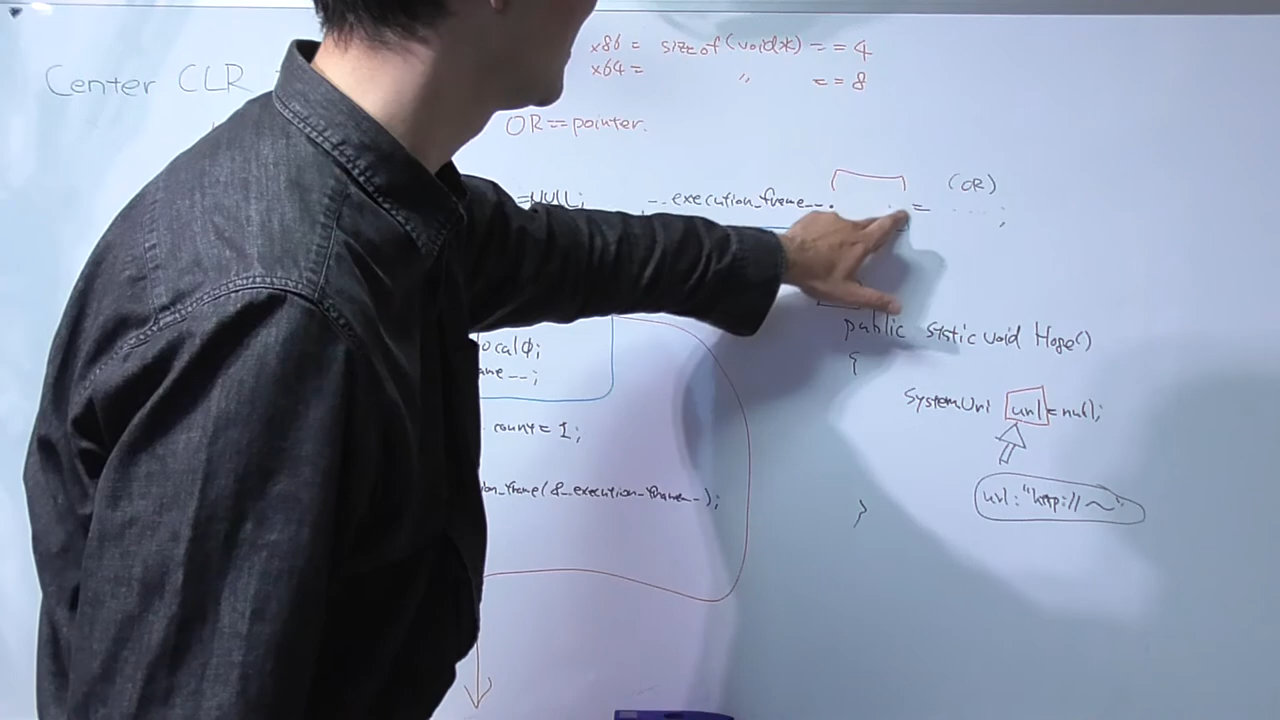 Center CLR
x86 = sizeof(void*) == 4
x64 = 〃 == 8
OR == pointer.
=NULL;
__execution_frame__. = ....;
(OR)
ocal0;
ame__;
count = 1;
ion_frame(&__execution_frame__);
public static void Hoge()
{
System.Uri url = null;
url: "http://~"
}